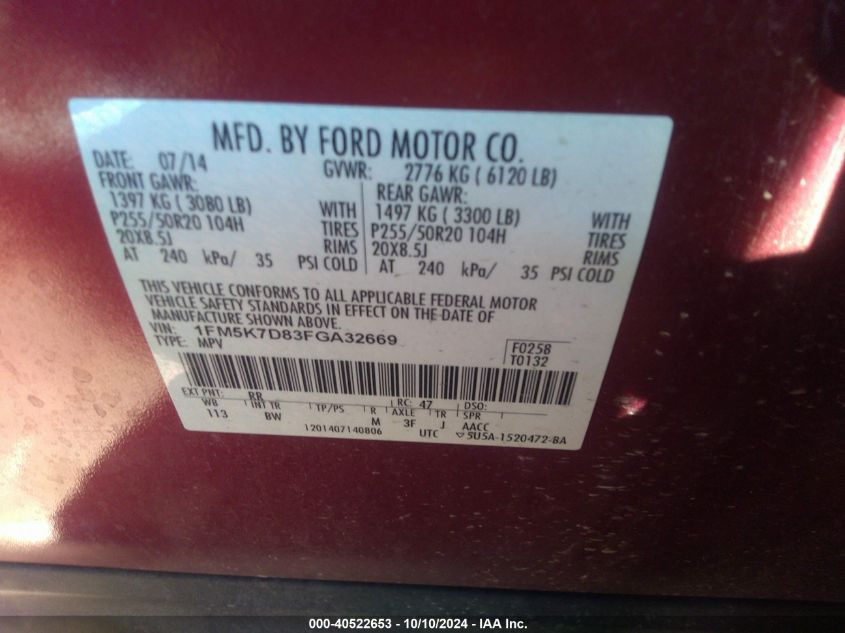 MFD. BY FORD MOTOR CO.
DATE: 07/14 GVWR: 2776 KG ( 6120 LB)
FRONT GAWR: REAR GAWR:
1397 KG ( 3080 LB) WITH 1497 KG ( 3300 LB) WITH
P255/50R20 104H TIRES P255/50R20 104H TIRES
20X8.5J RIMS 20X8.5J RIMS
AT 240 kPa/ 35 PSI COLD AT 240 kPa/ 35 PSI COLD
THIS VEHICLE CONFORMS TO ALL APPLICABLE FEDERAL MOTOR
VEHICLE SAFETY STANDARDS IN EFFECT ON THE DATE OF
MANUFACTURE SHOWN ABOVE.
VIN: 1FM5K7D83FGA32669
TYPE: MPV
F0258
T0132
EXT PNT: RR RC: 47 DSO:
WB INT TR TP/PS R AXLE TR SPR
113 BW M 3F J AACC
1201407140806 UTC ▽5U5A-1520472-BA
000-40522653 - 10/10/2024 - IAA Inc.